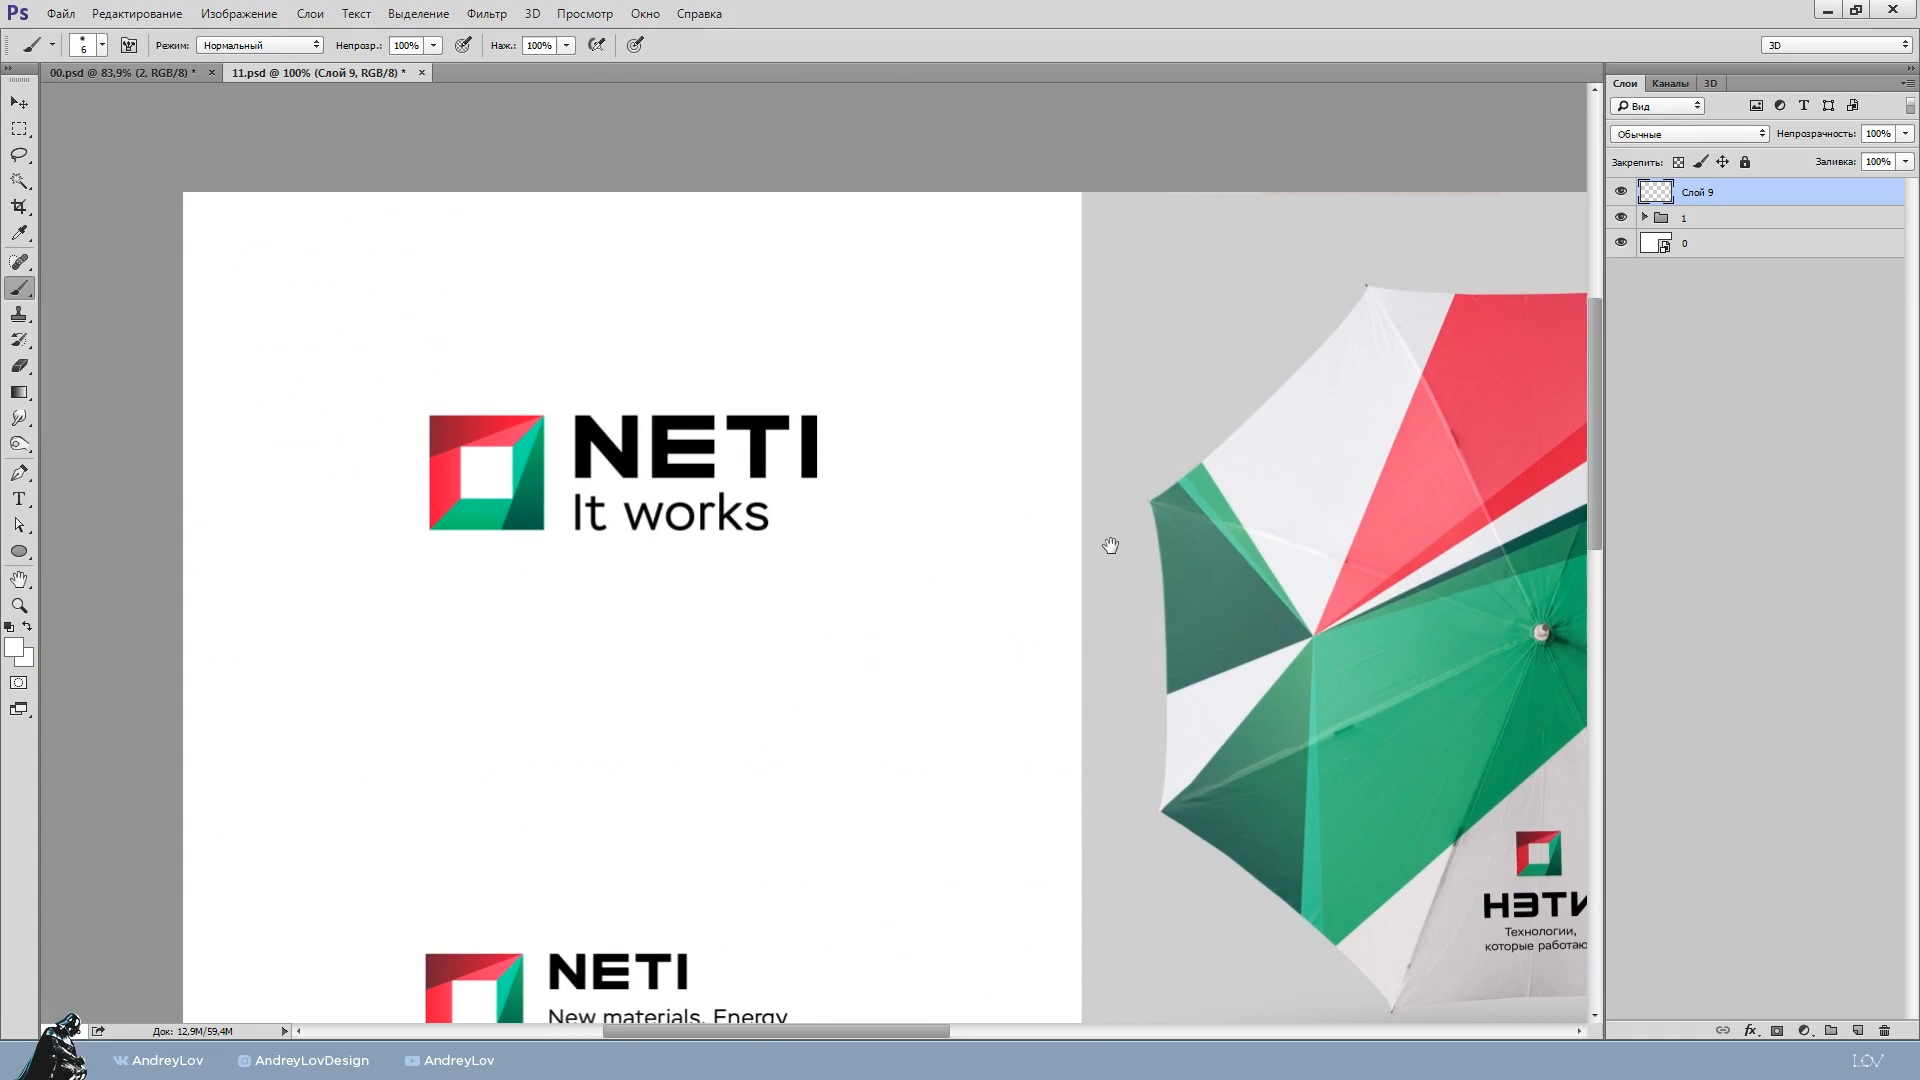 Ps Файл Редактирование Изображение Слои Текст Выделение Фильтр 3D Просмотр Окно Справка
6 Режим: Нормальный Непрозр.: 100% Наж.: 100% 3D
00.psd @ 83,9% (2, RGB/8) * × 11.psd @ 100% (Слой 9, RGB/8) * ×
Слои Каналы 3D
Вид
Обычные Непрозрачность: 100%
Закрепить: Заливка: 100%
Слой 9
1
0
NETI
It works
НЭТИ
Технологии,
которые работаю
NETI
New materials. Energy
Док: 12,9M/59,4M
AndreyLov AndreyLovDesign AndreyLov LOV